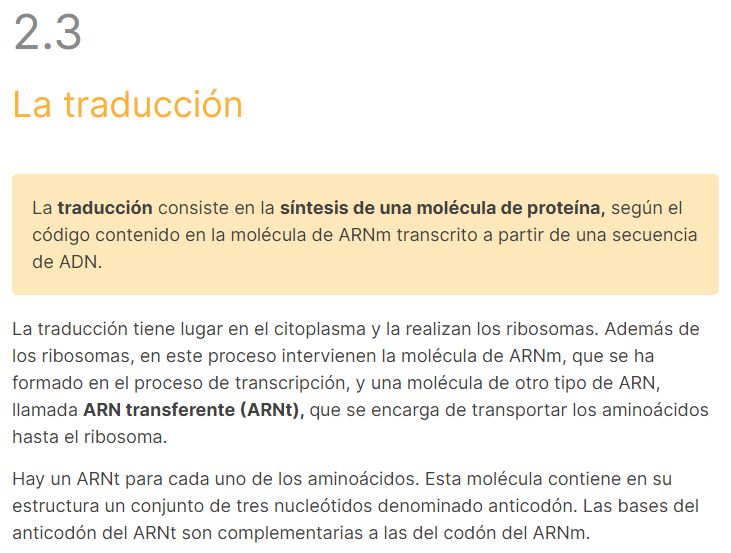 2.3
La traducción
La traducción consiste en la síntesis de una molécula de proteína, según el
código contenido en la molécula de ARNm transcrito a partir de una secuencia
de ADN.
La traducción tiene lugar en el citoplasma y la realizan los ribosomas. Además de
los ribosomas, en este proceso intervienen la molécula de ARNm, que se ha
formado en el proceso de transcripción, y una molécula de otro tipo de ARN,
llamada ARN transferente (ARNt), que se encarga de transportar los aminoácidos
hasta el ribosoma.
Hay un ARNt para cada uno de los aminoácidos. Esta molécula contiene en su
estructura un conjunto de tres nucleótidos denominado anticodón. Las bases del
anticodón del ARNt son complementarias a las del codón del ARNm.